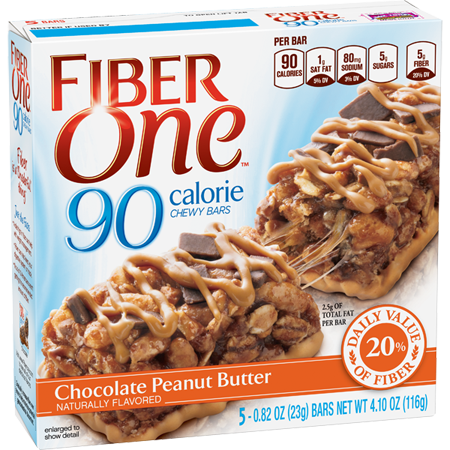 PER BAR
90
CALORIES
1g
SAT FAT
5% DV
80mg
SODIUM
3% DV
5g
SUGARS
5g
FIBER
20% DV
FIBER
One™
90 calorie
CHEWY BARS
2.5g OF
TOTAL FAT
PER BAR
DAILY VALUE
20%
OF FIBER
Chocolate Peanut Butter
NATURALLY FLAVORED
enlarged to
show detail
5 - 0.82 OZ (23g) BARS NET WT 4.10 OZ (116g)